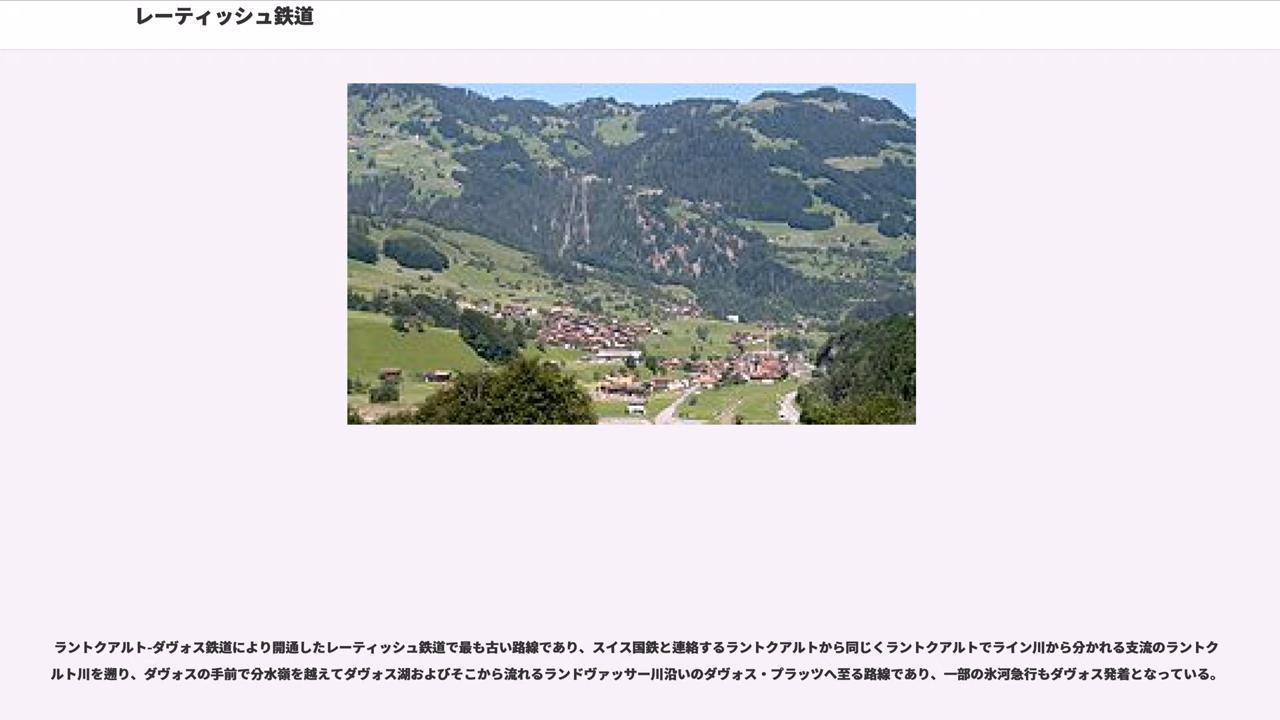 レーティッシュ鉄道
ラントクアルト-ダヴォス鉄道により開通したレーティッシュ鉄道で最も古い路線であり、スイス国鉄と連絡するラントクアルトから同じくラントクアルトでライン川から分かれる支流のラントク
ルト川を遡り、ダヴォスの手前で分水嶺を越えてダヴォス湖およびそこから流れるランドヴァッサー川沿いのダヴォス・プラッツへ至る路線であり、一部の氷河急行もダヴォス発着となっている。